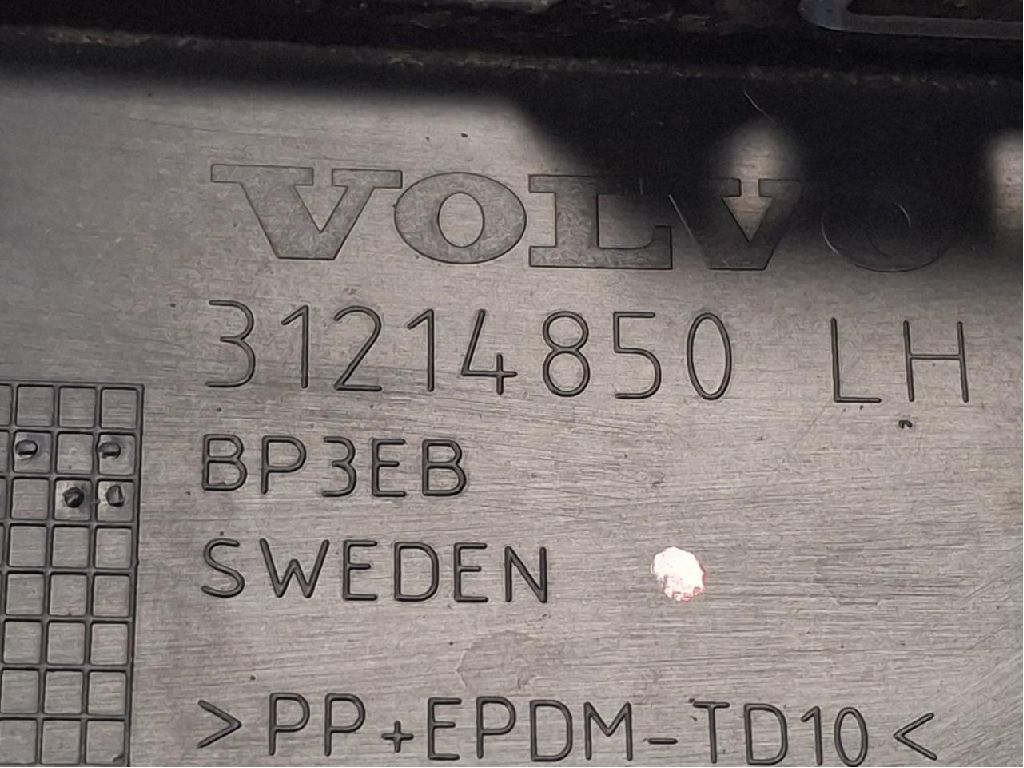 VOLVO
31214850 LH
BP3EB
SWEDEN
>PP+EPDM-TD10<